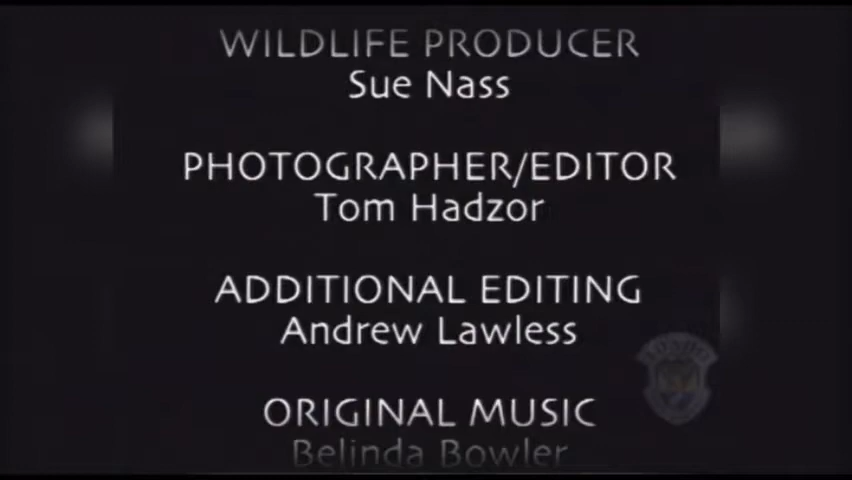 WILDLIFE PRODUCER
Sue Nass
PHOTOGRAPHER/EDITOR
Tom Hadzor
ADDITIONAL EDITING
Andrew Lawless
ORIGINAL MUSIC
Belinda Bowler